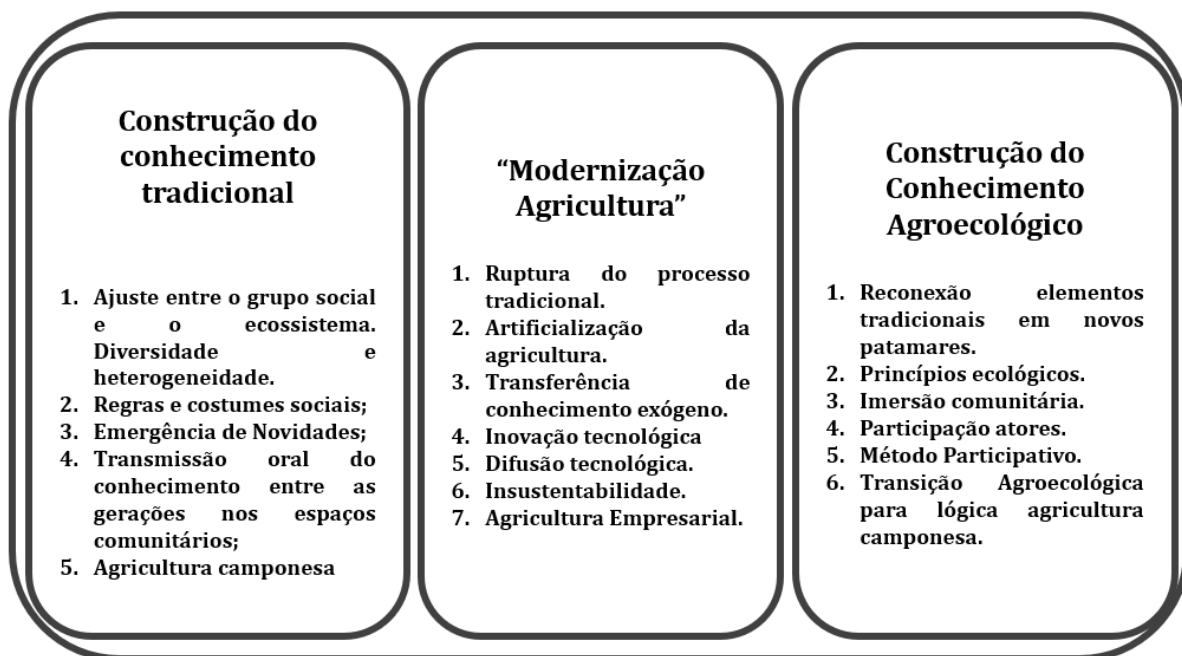 Construção do
conhecimento
tradicional
1. Ajuste entre o grupo social
e o ecossistema.
Diversidade e
heterogeneidade.
2. Regras e costumes sociais;
3. Emergência de Novidades;
4. Transmissão oral do
conhecimento entre as
gerações nos espaços
comunitários;
5. Agricultura camponesa
“Modernização
Agricultura”
1. Ruptura do processo
tradicional.
2. Artificialização da
agricultura.
3. Transferência de
conhecimento exógeno.
4. Inovação tecnológica
5. Difusão tecnológica.
6. Insustentabilidade.
7. Agricultura Empresarial.
Construção do
Conhecimento
Agroecológico
1. Reconexão elementos
tradicionais em novos
patamares.
2. Princípios ecológicos.
3. Imersão comunitária.
4. Participação atores.
5. Método Participativo.
6. Transição Agroecológica
para lógica agricultura
camponesa.